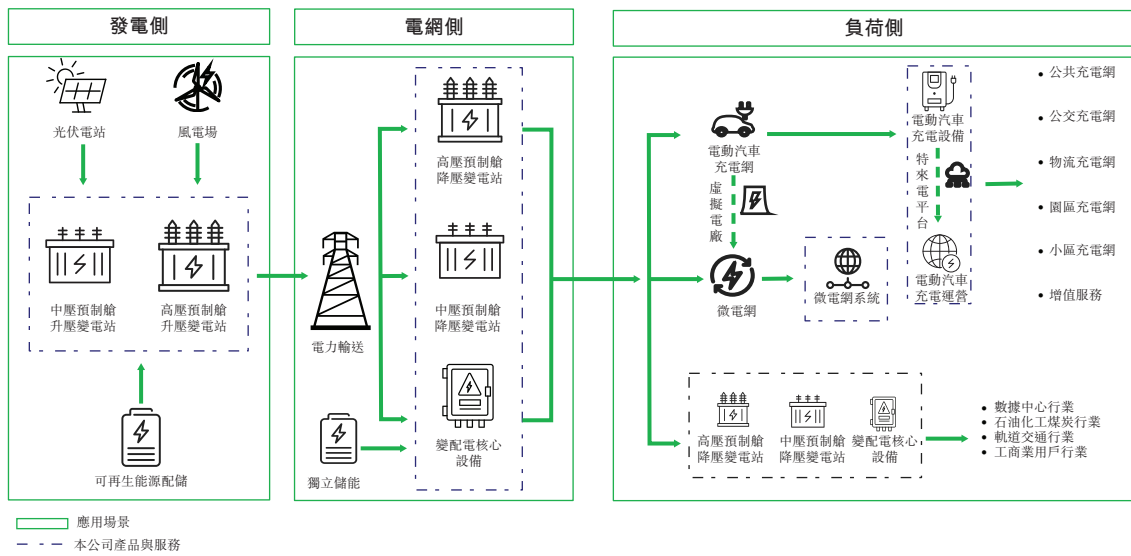 發電側
電網側
負荷側
光伏電站
風電場
中壓預制艙
升壓變電站
高壓預制艙
升壓變電站
可再生能源配儲
電力輸送
獨立儲能
高壓預制艙
降壓變電站
中壓預制艙
降壓變電站
變配電核心
設備
電動汽車
充電網
虛擬電廠
微電網
微電網系統
電動汽車
充電設備
特來電平台
電動汽車
充電運營
• 公共充電網
• 公交充電網
• 物流充電網
• 園區充電網
• 小區充電網
• 增值服務
高壓預制艙
降壓變電站
中壓預制艙
降壓變電站
變配電核心
設備
• 數據中心行業
• 石油化工煤炭行業
• 軌道交通行業
• 工商業用戶行業
應用場景
本公司產品與服務